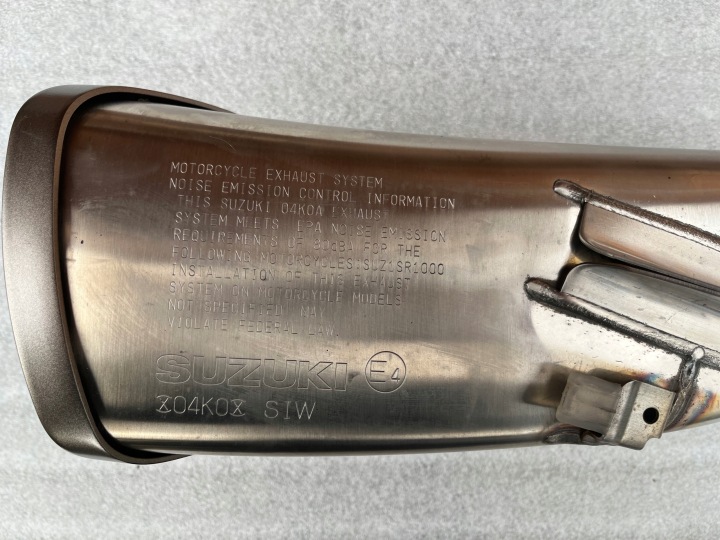 MOTORCYCLE EXHAUST SYSTEM
NOISE EMISSION CONTROL INFORMATION
THIS SUZUKI 04K0A EXHAUST
SYSTEM MEETS EPA NOISE EMISSION
REQUIREMENTS OF 80dBA FOR THE
FOLLOWING MOTORCYCLES:SUZ1SR1000
INSTALLATION OF THIS EXHAUST
SYSTEM ON MOTORCYCLE MODELS
NOT SPECIFIED MAY
VIOLATE FEDERAL LAW.
SUZUKI E4
04K0 SIW